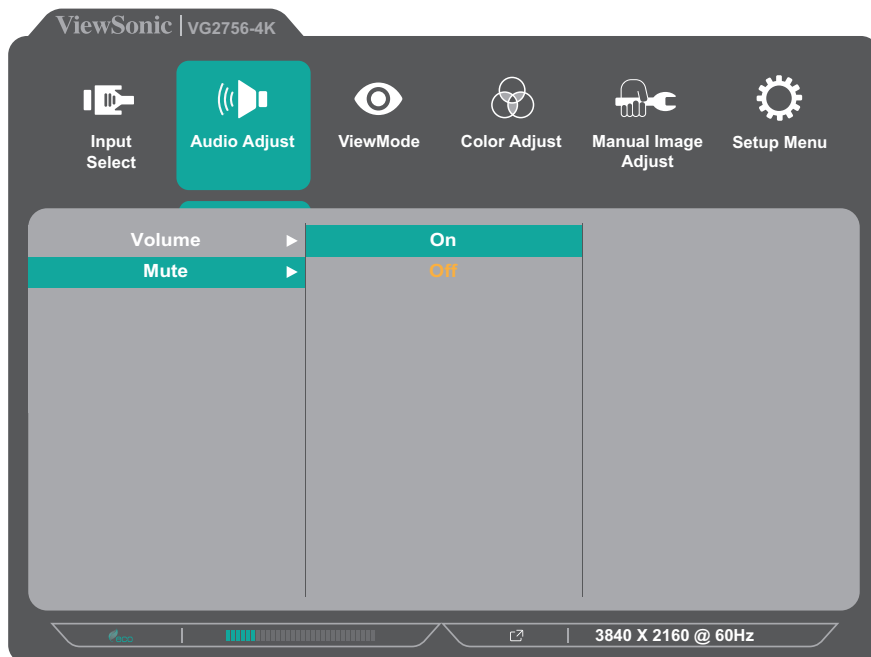 ViewSonic | VG2756-4K
Input Select
Audio Adjust
ViewMode
Color Adjust
Manual Image Adjust
Setup Menu
Volume
On
Mute
Off
eco
3840 X 2160 @ 60Hz